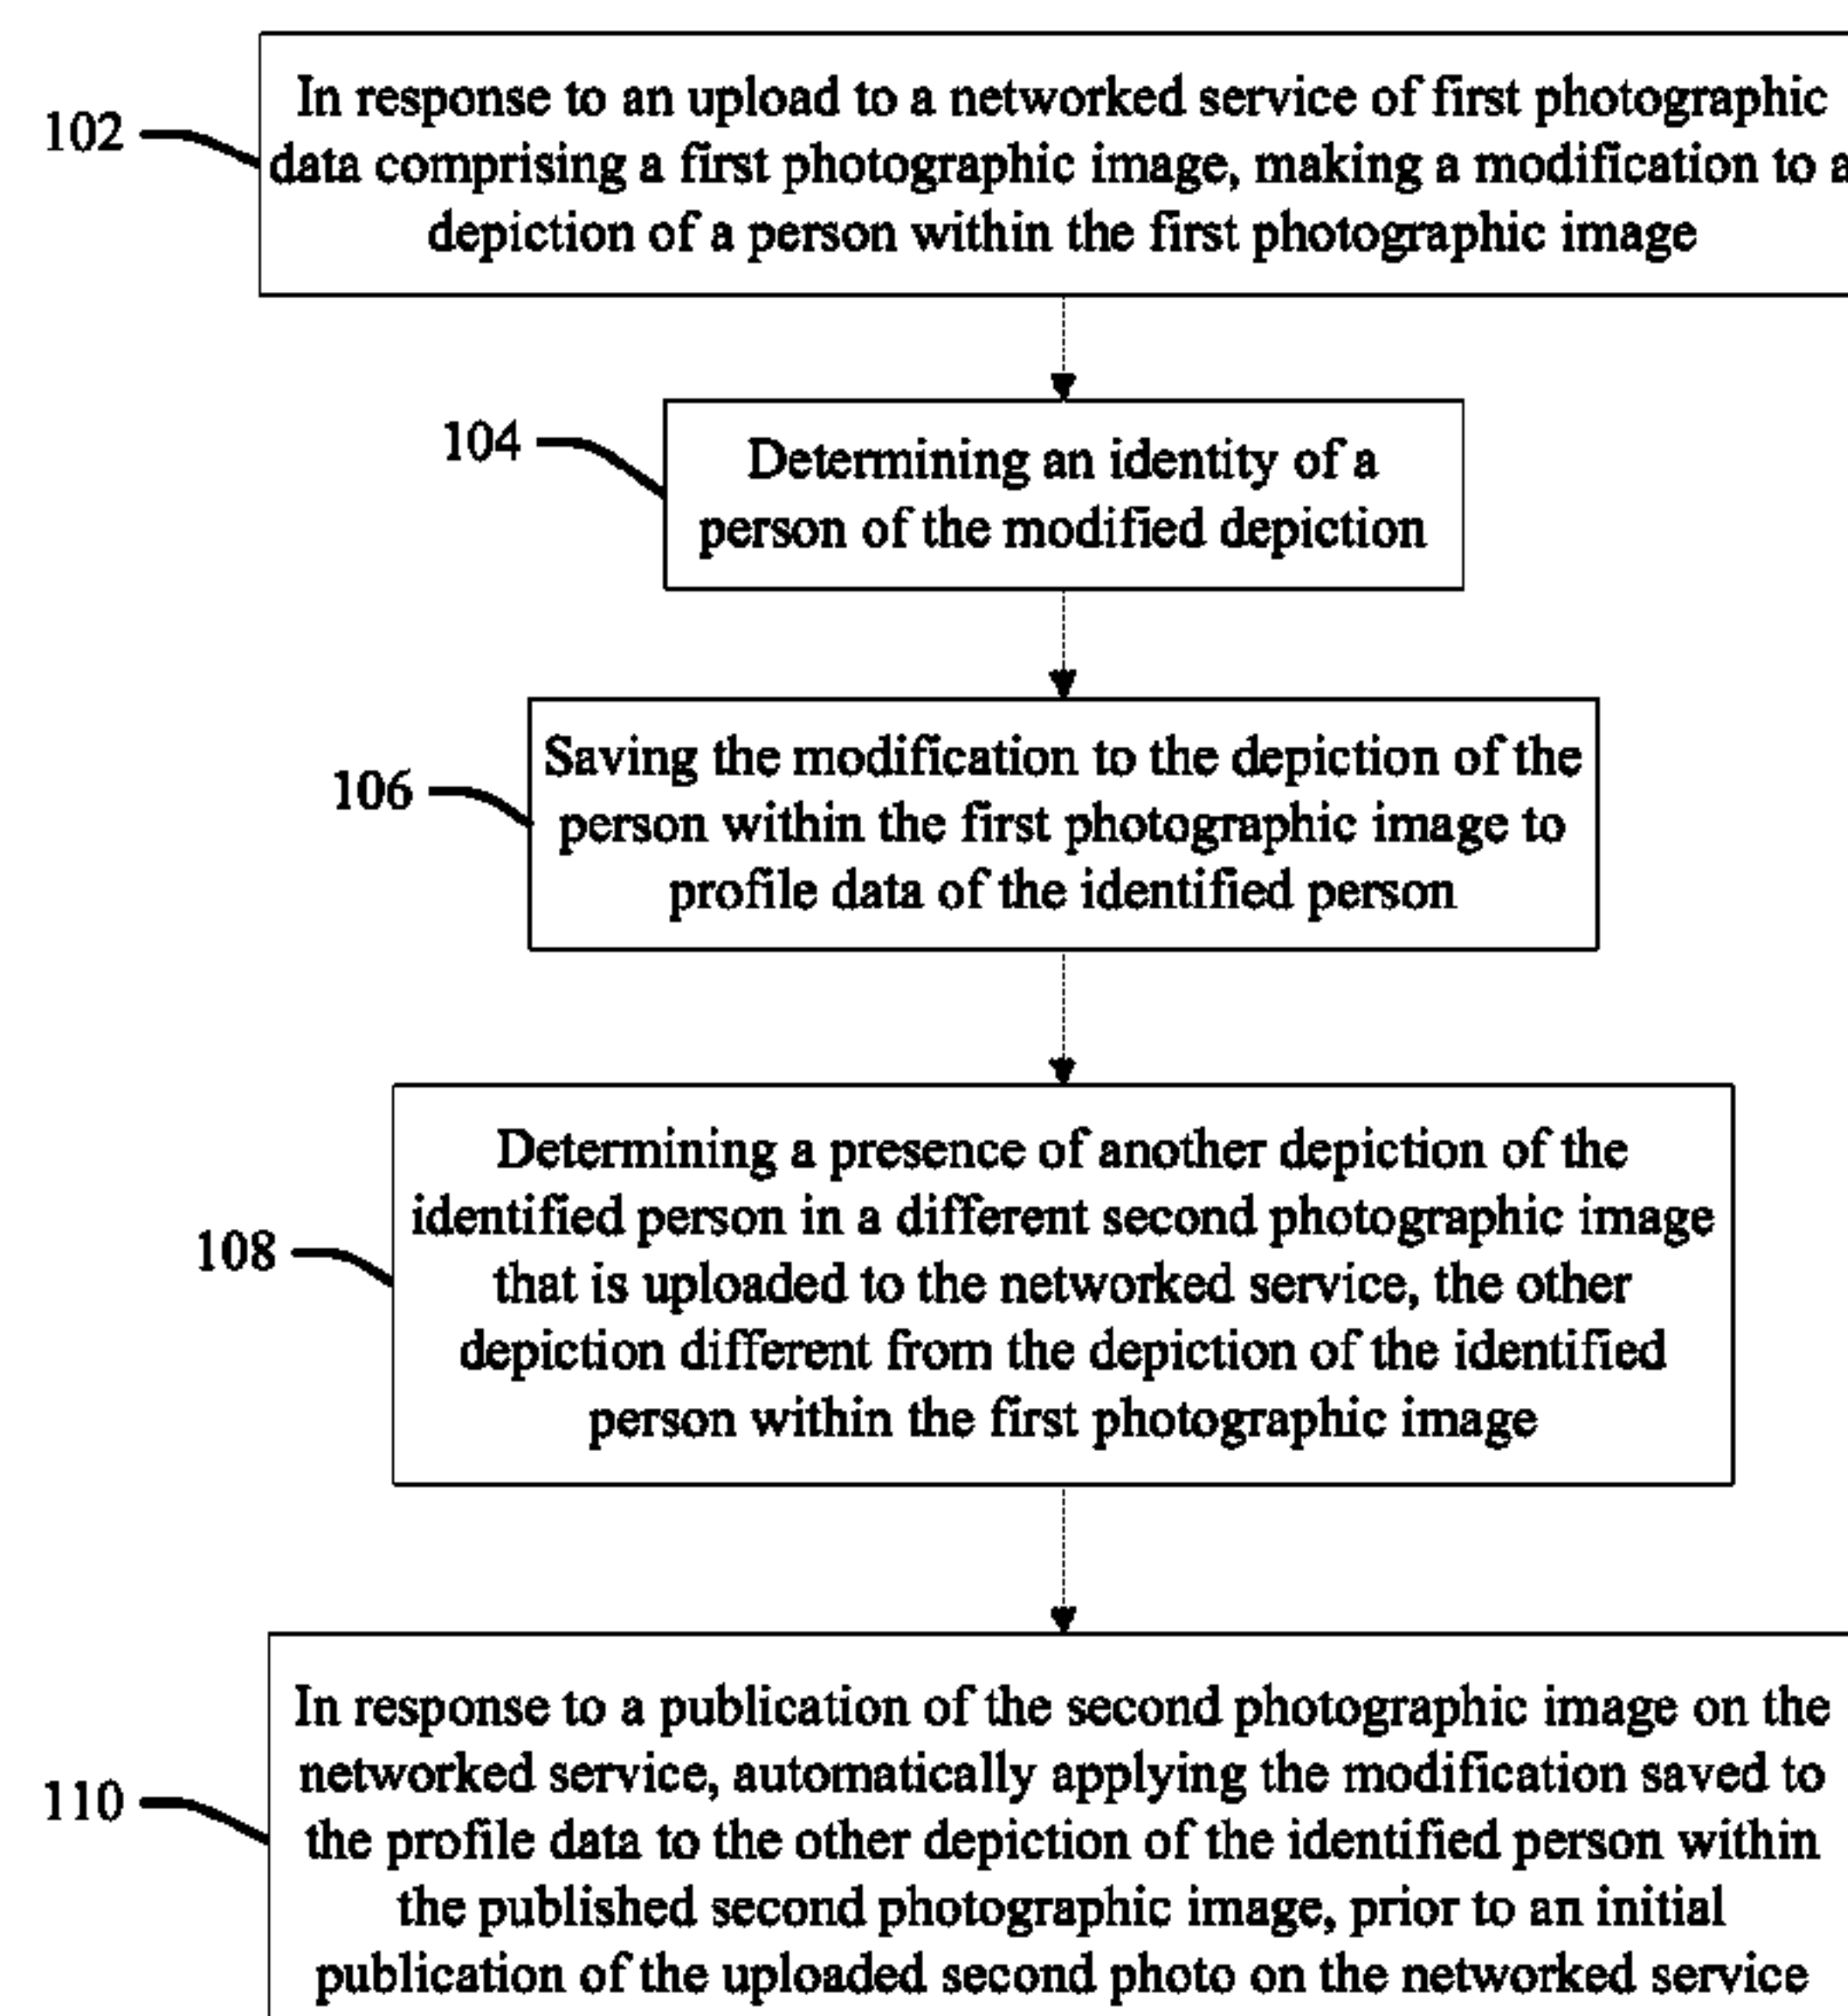 In response to an upload to a networked service of first photographic
102
data comprising a first photographic image, making a modification to a
depiction of a person within the first photographic image
104
Determining an identity of a
person of the modified depiction
Saving the modification to the depiction of the
106
person within the first photographic image to
profile data of the identified person
Determining a presence of another depiction of the
identified person in a different second photographic image
108
that is uploaded to the networked service, the other
depiction different from the depiction of the identified
person within the first photographic image
In response to a publication of the second photographic image on the
networked service, automatically applying the modification saved to
110
the profile data to the other depiction of the identified person within
the published second photographic image, prior to an initial
publication of the uploaded second photo on the networked service